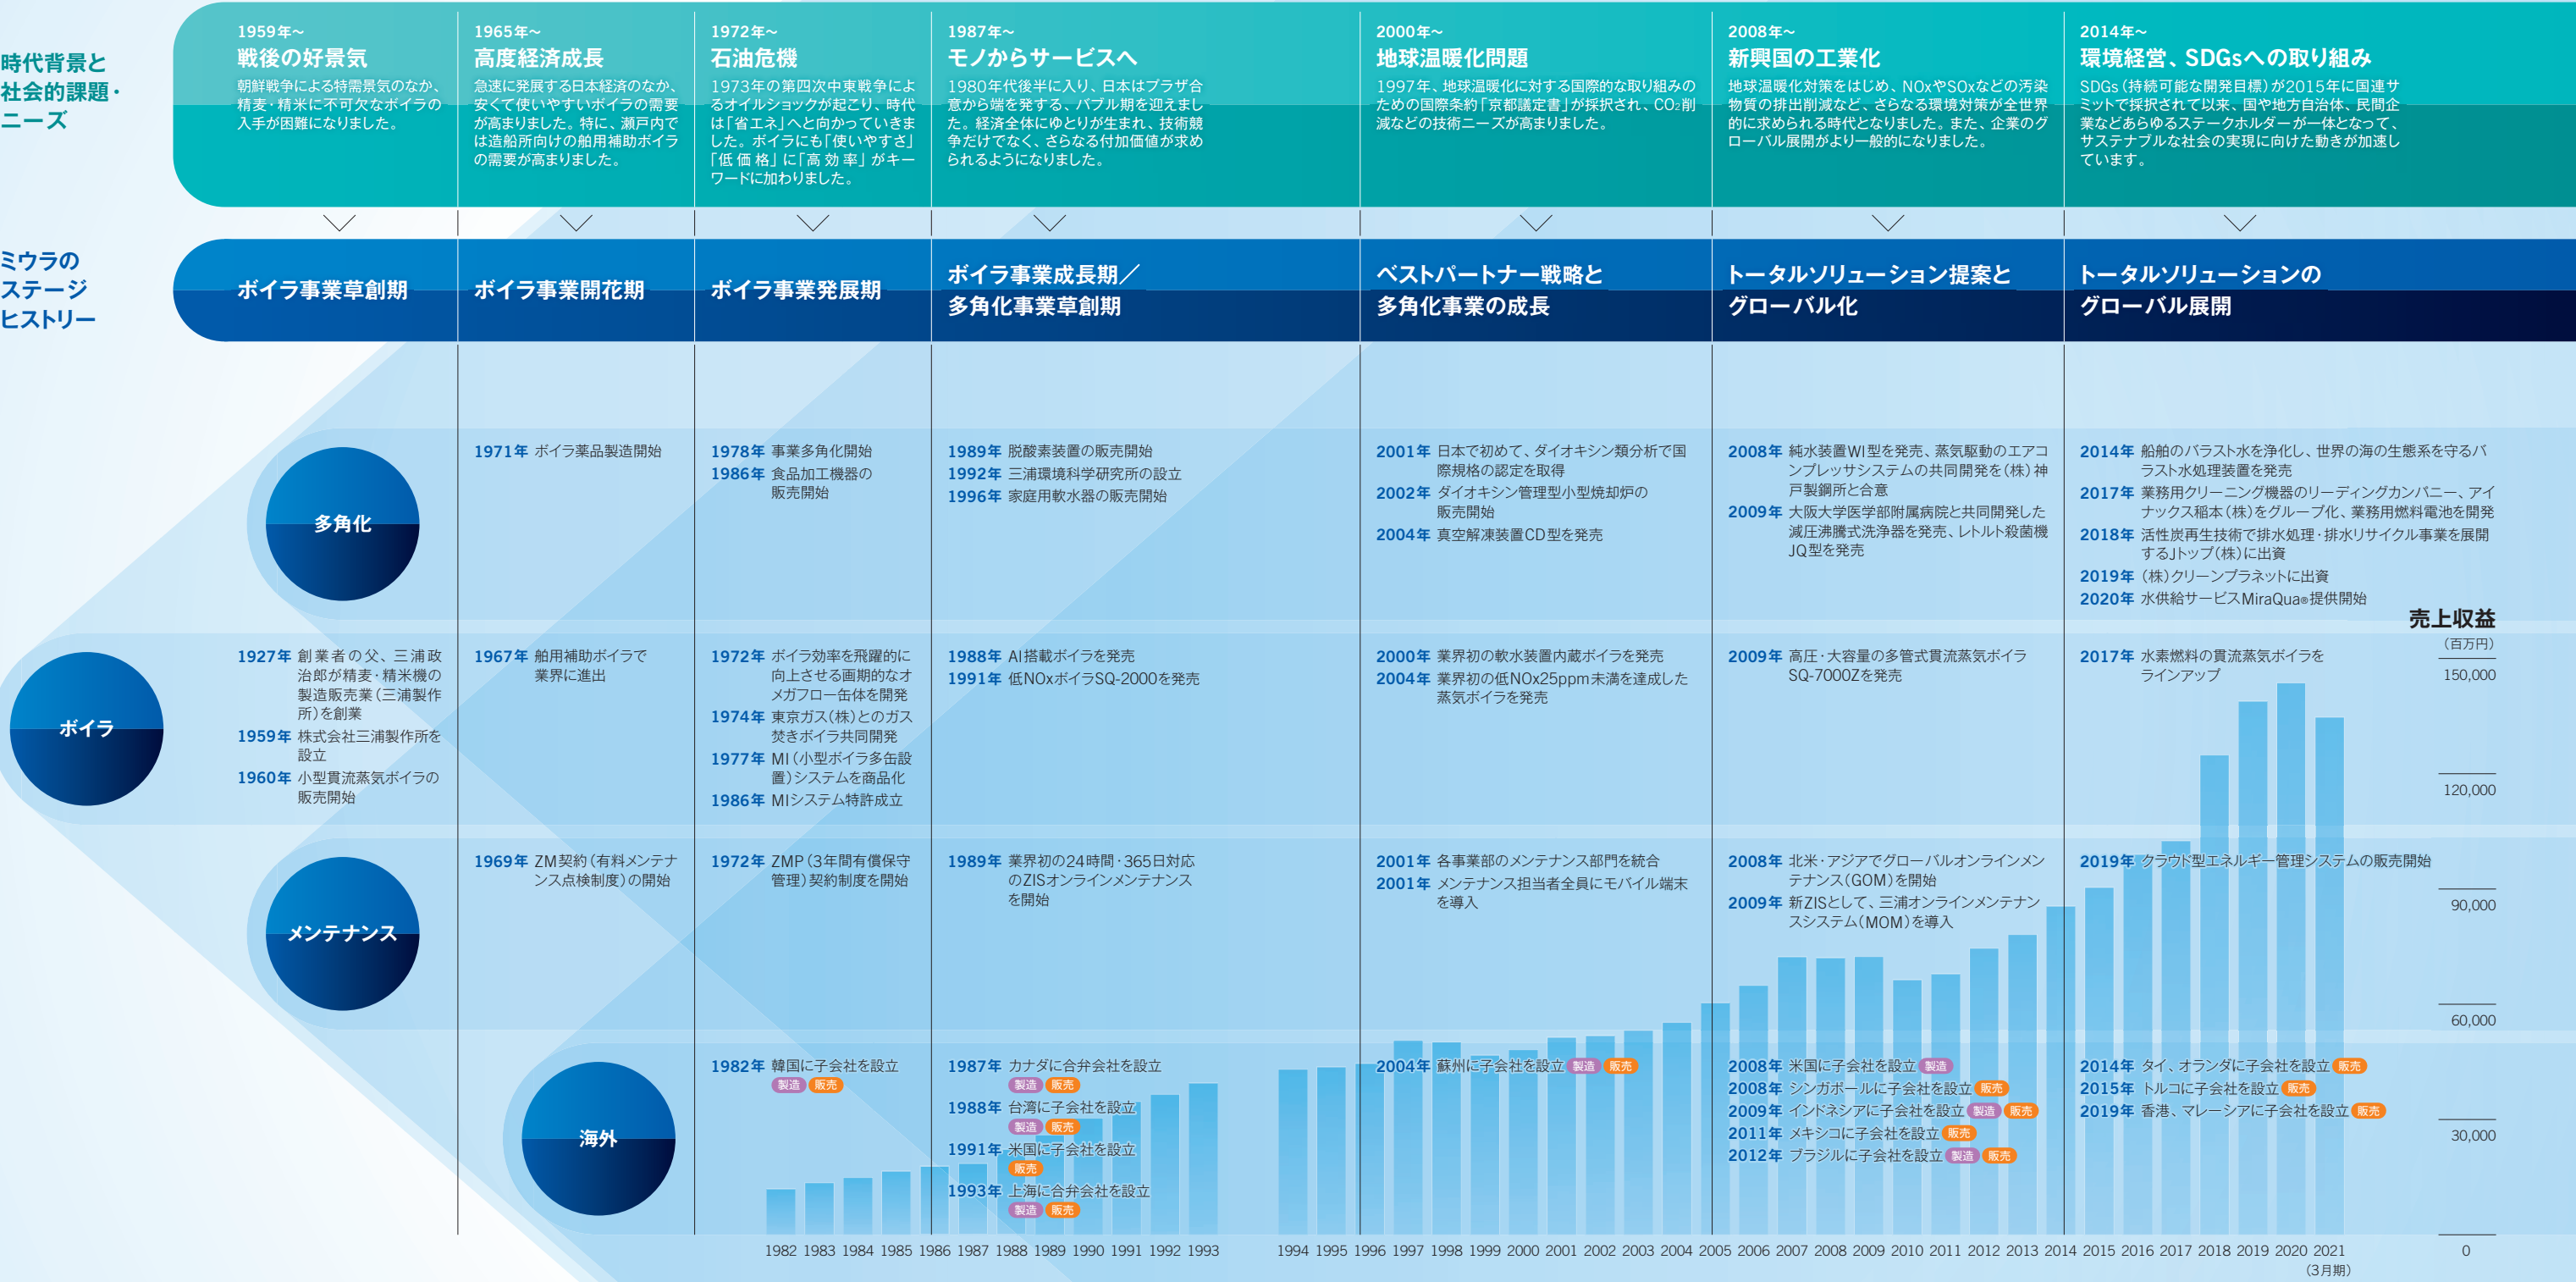 時代背景と
社会的課題・
ニーズ
1959年〜
戦後の好景気
朝鮮戦争による特需景気のなか、
精麦・精米に不可欠なボイラの
入手が困難になりました。
1965年〜
高度経済成長
急速に発展する日本経済のなか、
安くて使いやすいボイラの需要
が高まりました。特に、瀬戸内で
は造船所向けの舶用補助ボイラ
の需要が高まりました。
1972年〜
石油危機
1973年の第四次中東戦争によ
るオイルショックが起こり、時代
は「省エネ」へと向かっていきま
した。ボイラにも「使いやすさ」
「低価格」に「高効率」がキー
ワードに加わりました。
1987年〜
モノからサービスへ
1980年代後半に入り、日本はプラザ合
意から端を発する、バブル期を迎えまし
た。経済全体にゆとりが生まれ、技術競
争だけでなく、さらなる付加価値が求め
られるようになりました。
2000年〜
地球温暖化問題
1997年、地球温暖化に対する国際的な取り組みの
ための国際条約「京都議定書」が採択され、CO₂削
減などの技術ニーズが高まりました。
2008年〜
新興国の工業化
地球温暖化対策をはじめ、NOxやSOxなどの汚染
物質の排出削減など、さらなる環境対策が全世界
的に求められる時代となりました。また、企業のグ
ローバル展開がより一般的になりました。
2014年〜
環境経営、SDGsへの取り組み
SDGs（持続可能な開発目標）が2015年に国連サ
ミットで採択されて以来、国や地方自治体、民間企
業などあらゆるステークホルダーが一体となって、
サステナブルな社会の実現に向けた動きが加速し
ています。
ミウラの
ステージ
ヒストリー
ボイラ事業草創期
ボイラ事業開花期
ボイラ事業発展期
ボイラ事業成長期／
多角化事業草創期
ベストパートナー戦略と
多角化事業の成長
トータルソリューション提案と
グローバル化
トータルソリューションの
グローバル展開
多角化
1971年 ボイラ薬品製造開始
1978年 事業多角化開始
1986年 食品加工機器の
販売開始
1989年 脱酸素装置の販売開始
1992年 三浦環境科学研究所の設立
1996年 家庭用軟水器の販売開始
2001年 日本で初めて、ダイオキシン類分析で国
際規格の認定を取得
2002年 ダイオキシン管理型小型焼却炉の
販売開始
2004年 真空解凍装置CD型を発売
2008年 純水装置WI型を発売、蒸気駆動のエアコ
ンプレッサシステムの共同開発を（株）神
戸製鋼所と合意
2009年 大阪大学医学部附属病院と共同開発した
減圧沸騰式洗浄器を発売、レトルト殺菌機
JQ型を発売
2014年 船舶のバラスト水を浄化し、世界の海の生態系を守るバ
ラスト水処理装置を発売
2017年 業務用クリーニング機器のリーディングカンパニー、アイ
ナックス稲本（株）をグループ化、業務用燃料電池を開発
2018年 活性炭再生技術で排水処理・排水リサイクル事業を展開
するJトップ（株）に出資
2019年 （株）クリーンプラネットに出資
2020年 水供給サービスMiraQua®提供開始
ボイラ
1927年 創業者の父、三浦政
治郎が精麦・精米機の
製造販売業（三浦製作
所）を創業
1959年 株式会社三浦製作所を
設立
1960年 小型貫流蒸気ボイラの
販売開始
1967年 舶用補助ボイラで
業界に進出
1972年 ボイラ効率を飛躍的に
向上させる画期的なオ
メガフロー缶体を開発
1974年 東京ガス（株）とのガス
焚きボイラ共同開発
1977年 MI（小型ボイラ多缶設
置）システムを商品化
1986年 MIシステム特許成立
1988年 AI搭載ボイラを発売
1991年 低NOxボイラSQ-2000を発売
2000年 業界初の軟水装置内蔵ボイラを発売
2004年 業界初の低NOx25ppm未満を達成した
蒸気ボイラを発売
2009年 高圧・大容量の多管式貫流蒸気ボイラ
SQ-7000Zを発売
2017年 水素燃料の貫流蒸気ボイラを
ラインアップ
メンテナンス
1969年 ZM契約（有料メンテナ
ンス点検制度）の開始
1972年 ZMP（3年間有償保守
管理）契約制度を開始
1989年 業界初の24時間・365日対応
のZISオンラインメンテナンス
を開始
2001年 各事業部のメンテナンス部門を統合
2001年 メンテナンス担当者全員にモバイル端末
を導入
2008年 北米・アジアでグローバルオンラインメン
テナンス（GOM）を開始
2009年 新ZISとして、三浦オンラインメンテナン
スシステム（MOM）を導入
2019年 クラウド型エネルギー管理システムの販売開始
海外
1982年 韓国に子会社を設立
製造 販売
1987年 カナダに合弁会社を設立
製造 販売
1988年 台湾に子会社を設立
製造 販売
1991年 米国に子会社を設立
販売
1993年 上海に合弁会社を設立
製造 販売
2004年 蘇州に子会社を設立 製造 販売
2008年 米国に子会社を設立 製造
2008年 シンガポールに子会社を設立 販売
2009年 インドネシアに子会社を設立 製造 販売
2011年 メキシコに子会社を設立 販売
2012年 ブラジルに子会社を設立 製造 販売
2014年 タイ、オランダに子会社を設立 販売
2015年 トルコに子会社を設立 販売
2019年 香港、マレーシアに子会社を設立 販売
売上収益
（百万円）
150,000
120,000
90,000
60,000
30,000
0
1982 1983 1984 1985 1986 1987 1988 1989 1990 1991 1992 1993 1994 1995 1996 1997 1998 1999 2000 2001 2002 2003 2004 2005 2006 2007 2008 2009 2010 2011 2012 2013 2014 2015 2016 2017 2018 2019 2020 2021
（3月期）